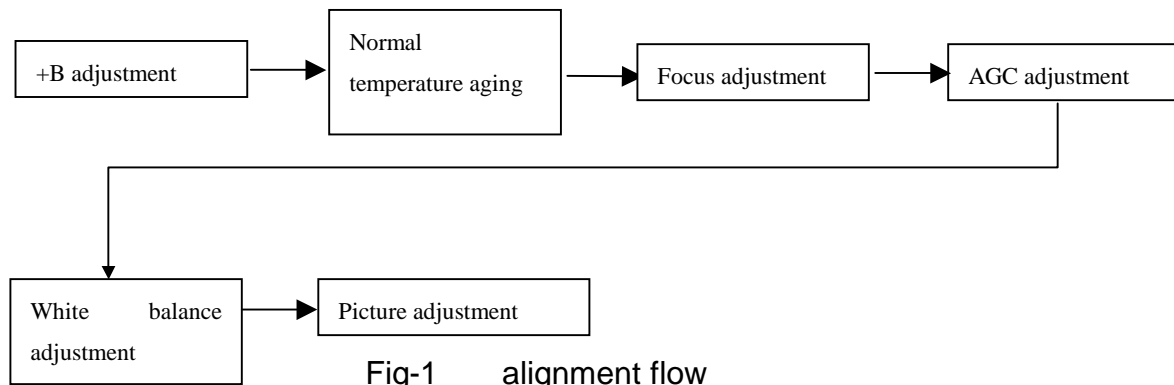 +B adjustment
Normal
temperature aging
Focus adjustment
AGC adjustment
White balance
adjustment
Picture adjustment
Fig-1 alignment flow